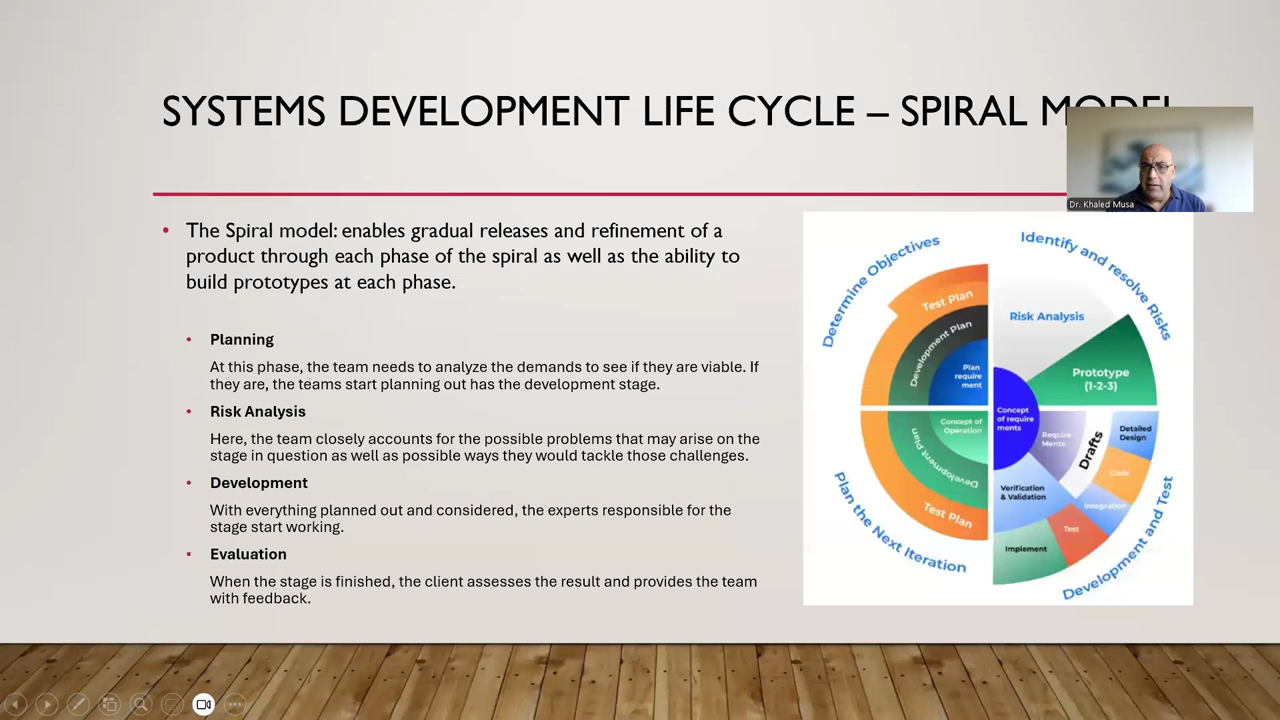 SYSTEMS DEVELOPMENT LIFE CYCLE – SPIRAL MODEL
Dr. Khaled Musa
• The Spiral model: enables gradual releases and refinement of a
product through each phase of the spiral as well as the ability to
build prototypes at each phase.
• Planning
At this phase, the team needs to analyze the demands to see if they are viable. If
they are, the teams start planning out has the development stage.
• Risk Analysis
Here, the team closely accounts for the possible problems that may arise on the
stage in question as well as possible ways they would tackle those challenges.
• Development
With everything planned out and considered, the experts responsible for the
stage start working.
• Evaluation
When the stage is finished, the client assesses the result and provides the team
with feedback.
Determine Objectives
Test Plan
Development Plan
Plan
require
ment
Identify and resolve Risks
Risk Analysis
Prototype
(1-2-3)
Concept
of require
ments
Concept of
Operation
Development Plan
Test Plan
Plan the Next Iteration
Require
Ments
Drafts
Detailed
Design
Code
Integration
Verification
& Validation
Test
Implement
Development and Test